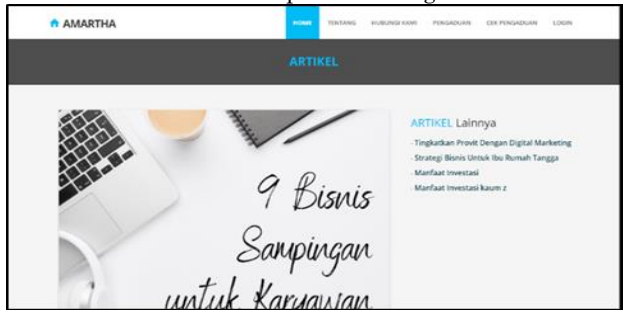 AMARTHA
HOME TENTANG HUBUNGI KAMI PENGADUAN CEK PENGADUAN LOGIN
ARTIKEL
ARTIKEL Lainnya
- Tingkatkan Provit Dengan Digital Marketing
- Strategi Bisnis Untuk Ibu Rumah Tangga
- Manfaat Investasi
- Manfaat Investasi kaum z
9 Bisnis
Sampingan
untuk Karyawan